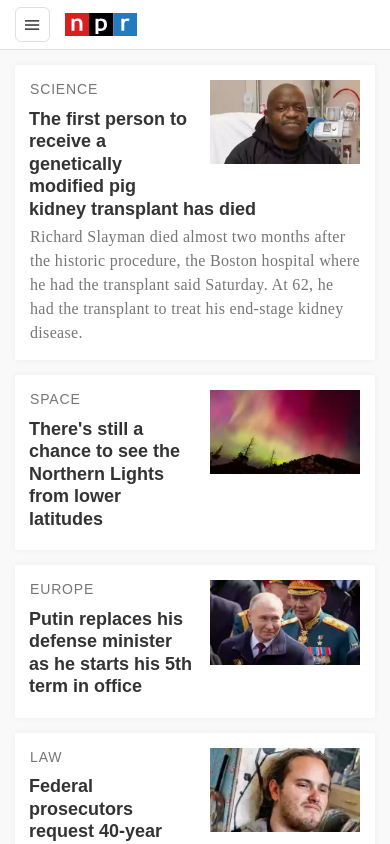 npr
SCIENCE
The first person to
receive a
genetically
modified pig
kidney transplant has died
Richard Slayman died almost two months after
the historic procedure, the Boston hospital where
he had the transplant said Saturday. At 62, he
had the transplant to treat his end-stage kidney
disease.
SPACE
There's still a
chance to see the
Northern Lights
from lower
latitudes
EUROPE
Putin replaces his
defense minister
as he starts his 5th
term in office
LAW
Federal
prosecutors
request 40-year